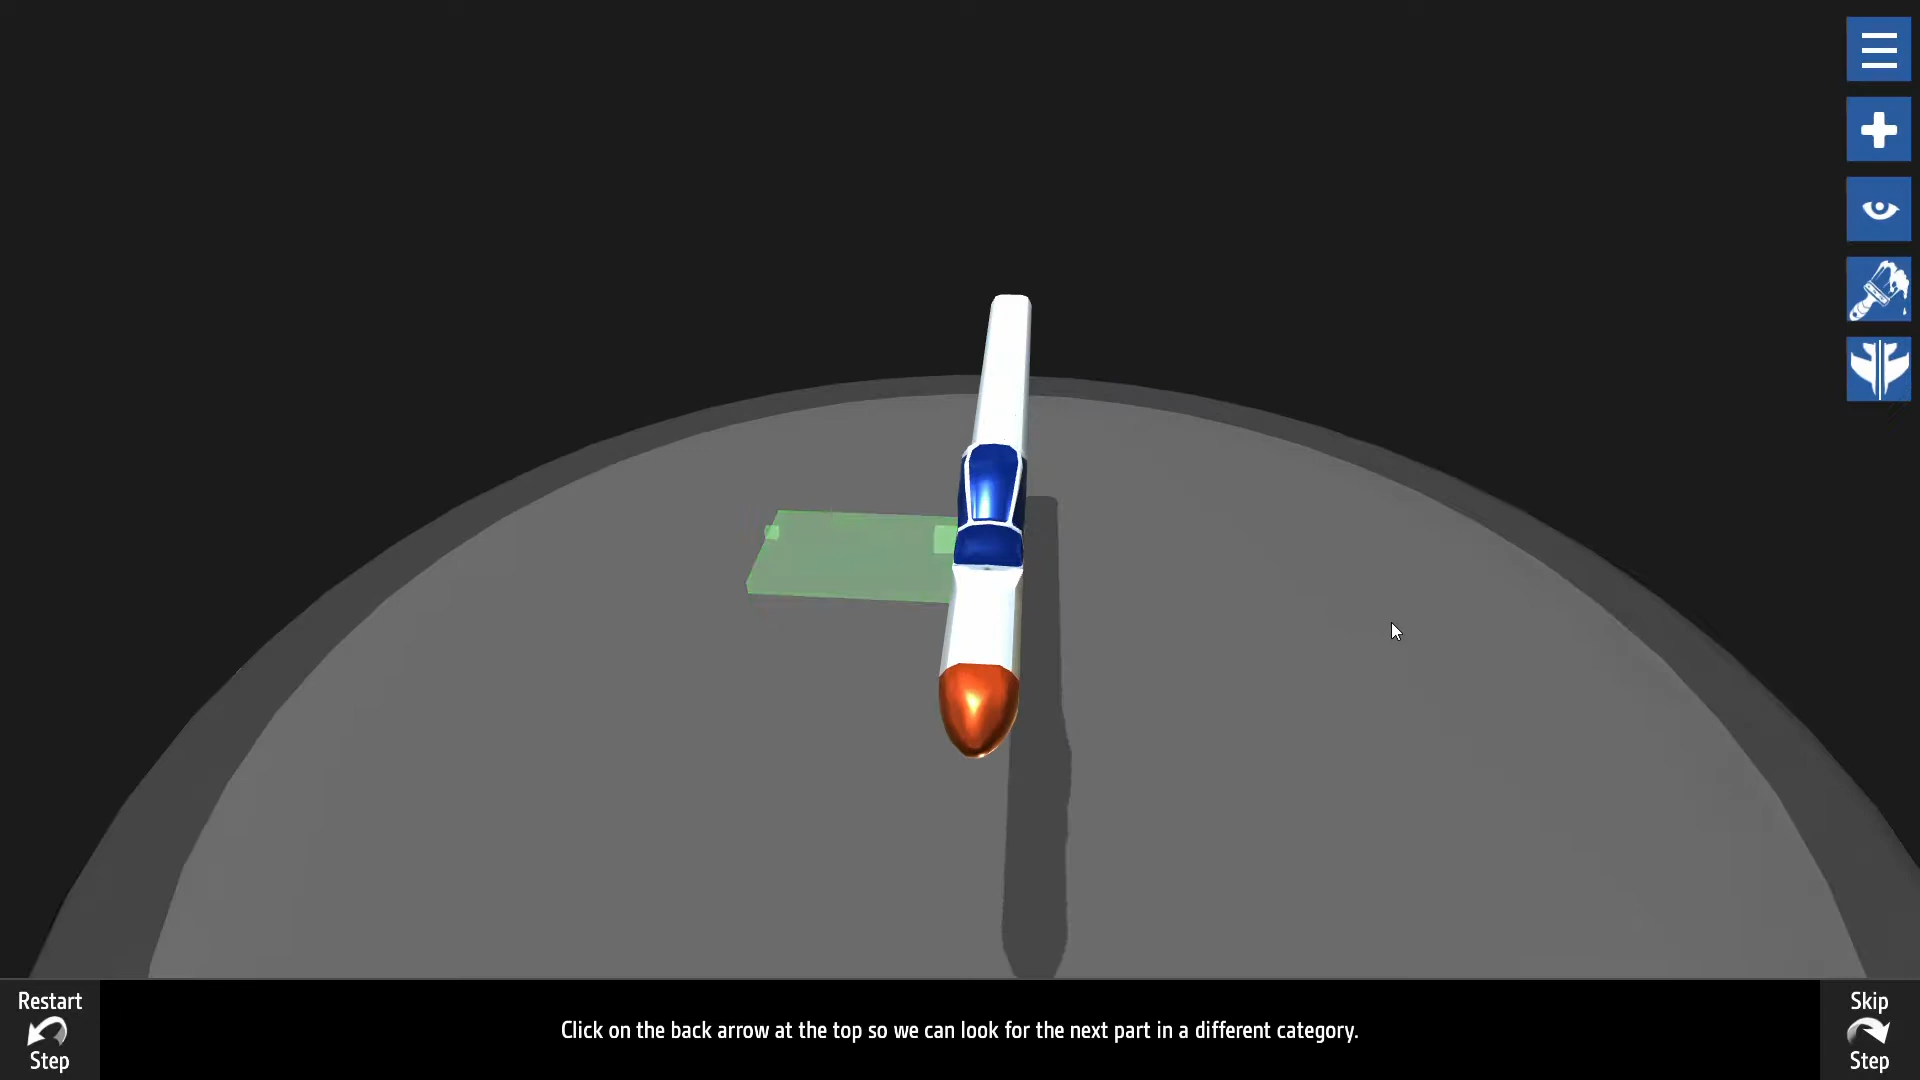 Restart
Step
Click on the back arrow at the top so we can look for the next part in a different category.
Skip
Step